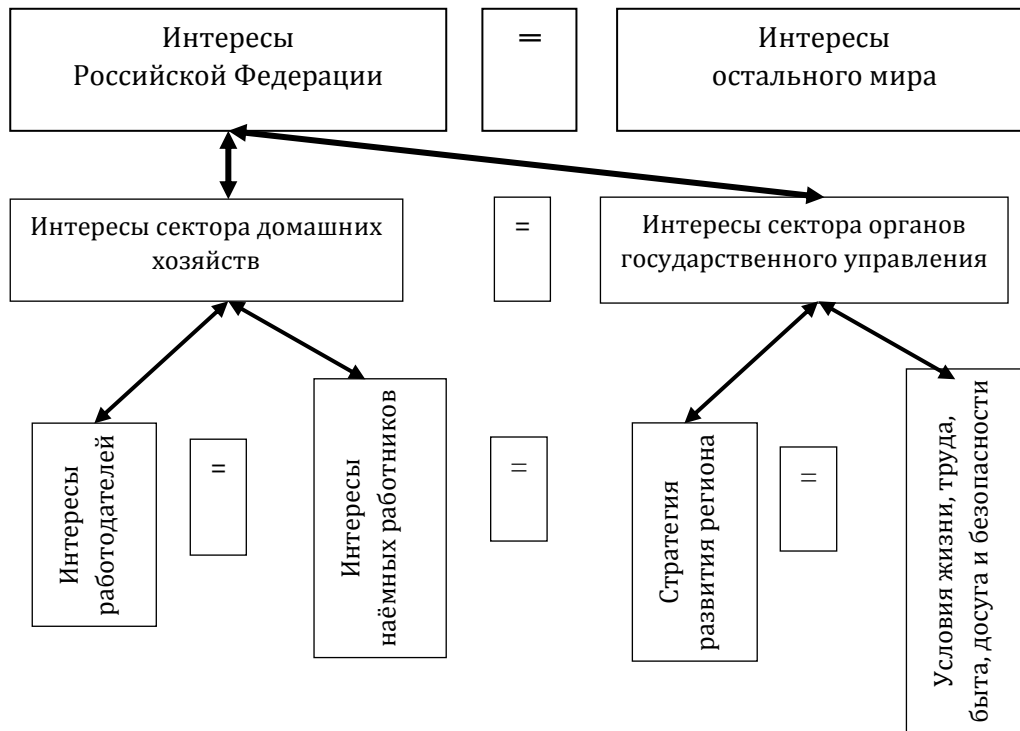 Интересы
Российской Федерации
=
Интересы
остального мира
Интересы сектора домашних
хозяйств
=
Интересы сектора органов
государственного управления
Интересы
работодателей
=
Интересы
наёмных работников
=
Стратегия
развития региона
=
Условия жизни, труда,
быта, досуга и безопасности